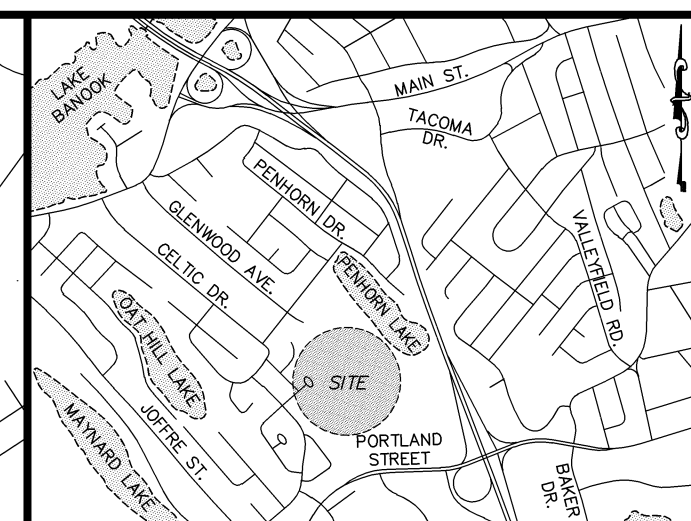 LAKE
BANOOK
MAIN ST.
TACOMA
DR.
PENHORN DR.
GLENWOOD AVE.
CELTIC DR.
VALLEYFIELD RD.
PENHORN LAKE
OAT HILL LAKE
SITE
MAYNARD LAKE
JOFFRE ST.
PORTLAND
STREET
BAKER
DR.